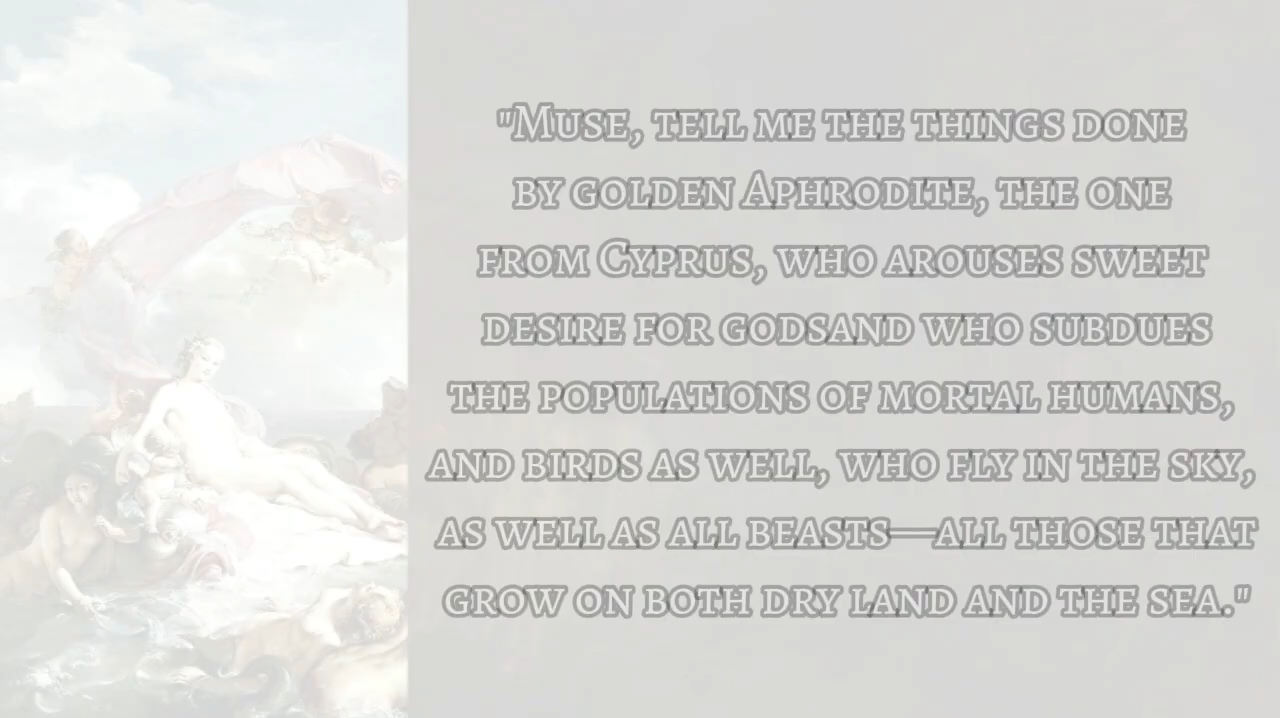 "Muse, tell me the things done
by golden Aphrodite, the one
from Cyprus, who arouses sweet
desire for godsand who subdues
the populations of mortal humans,
and birds as well, who fly in the sky,
as well as all beasts—all those that
grow on both dry land and the sea."